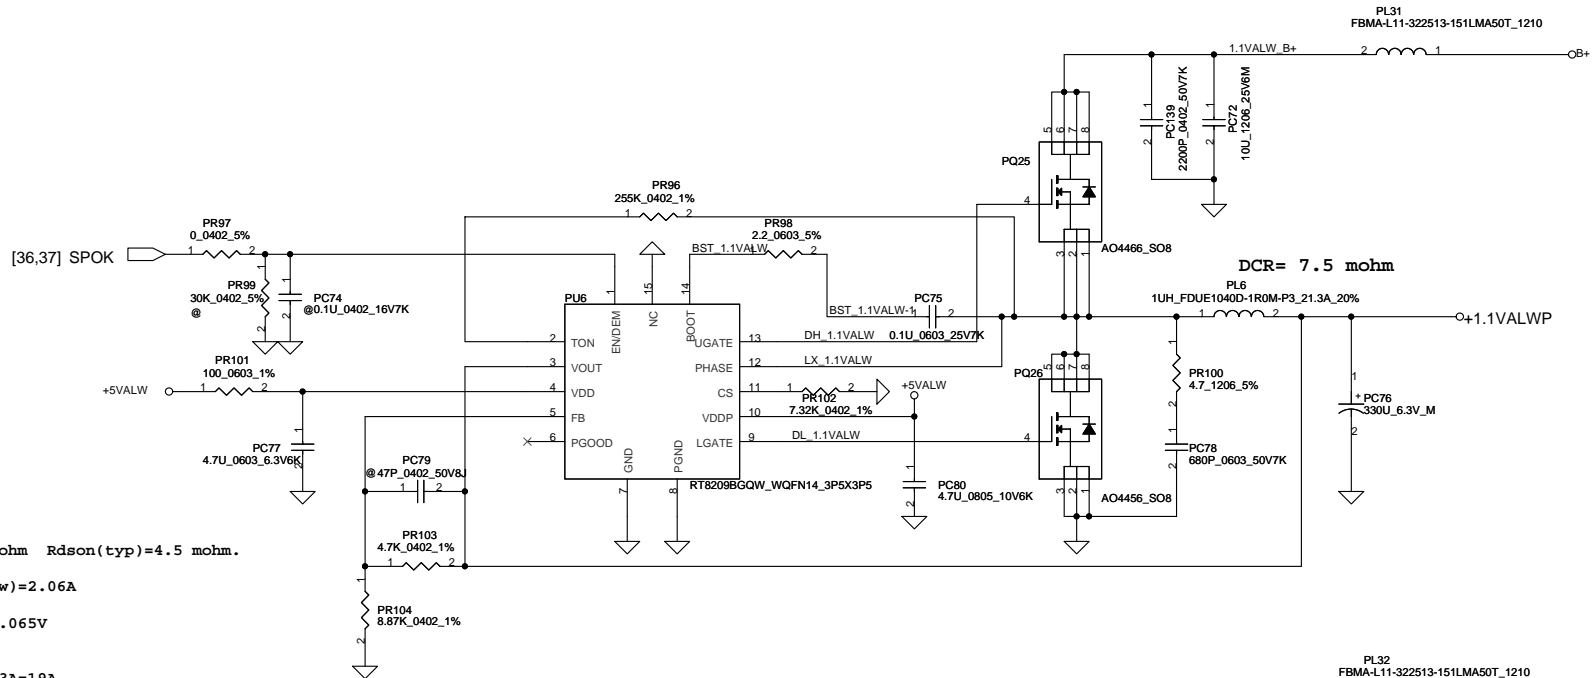 PL31
FBMA-L11-322513-151LMA50T_1210
1.1VALW_B+
2
1
B+
1
2
PC139
2200P_0402_50V7K
1
2
PC72
10U_1206_25V6M
5
6
7
8
PQ25
4
3
2
1
AO4466_SO8
PR96
255K_0402_1%
1
2
PR97
0_0402_5%
1
2
[36,37] SPOK
PR98
2.2_0603_5%
BST_1.1VALW
1
2
DCR= 7.5 mohm
PL6
1UH_FDUE1040D-1R0M-P3_21.3A_20%
1
2
+1.1VALWP
PR99
30K_0402_5%
@
1
2
1
2
PC74
@0.1U_0402_16V7K
PU6
1
15
14
EN/DEM
NC
BOOT
BST_1.1VALW-1
PC75
1
2
0.1U_0603_25V7K
2
TON
UGATE
13
DH_1.1VALW
3
VOUT
PHASE
12
LX_1.1VALW
4
VDD
CS
11
1
2
PR102
7.32K_0402_1%
5
FB
VDDP
10
+5VALW
6
PGOOD
LGATE
9
DL_1.1VALW
GND
PGND
7
8
RT8209BGQW_WQFN14_3P5X3P5
PR101
100_0603_1%
+5VALW
1
2
1
2
PC77
4.7U_0603_6.3V6K
PQ26
5
6
7
8
4
3
2
1
AO4456_SO8
1
2
PR100
4.7_1206_5%
1
2
PC78
680P_0603_50V7K
1
+
2
PC76
330U_6.3V_M
PC79
@47P_0402_50V8J
1
2
1
2
PC80
4.7U_0805_10V6K
PR103
4.7K_0402_1%
1
2
ohm Rdson(typ)=4.5 mohm.
w)=2.06A
.065V
1
2
PR104
8.87K_0402_1%
3A=19A
PL32
FBMA-L11-322513-151LMA50T_1210